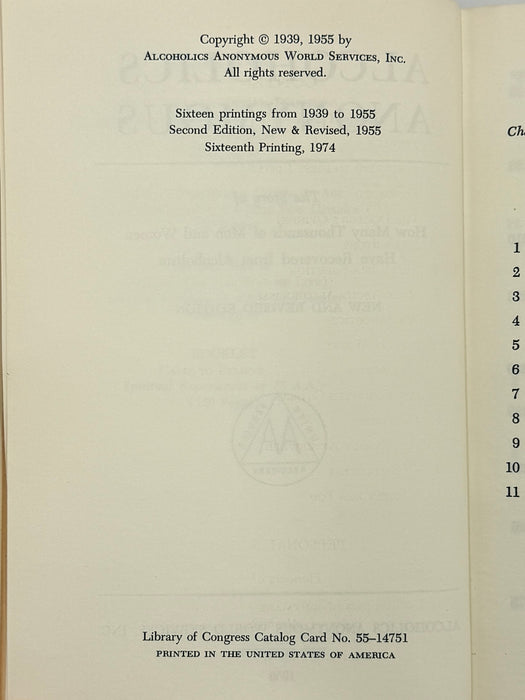 Copyright © 1939, 1955 by
ALCOHOLICS ANONYMOUS WORLD SERVICES, INC.
All rights reserved.
Sixteen printings from 1939 to 1955
Second Edition, New & Revised, 1955
Sixteenth Printing, 1974
Library of Congress Catalog Card No. 55–14751
PRINTED IN THE UNITED STATES OF AMERICA
1
2
3
4
5
6
7
8
9
10
11